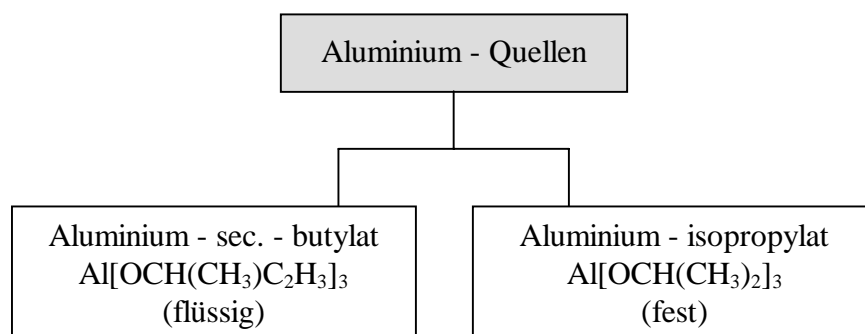 Aluminium - Quellen
Aluminium - sec. - butylat
Al[OCH(CH₃)C₂H₃]₃
(flüssig)
Aluminium - isopropylat
Al[OCH(CH₃)₂]₃
(fest)